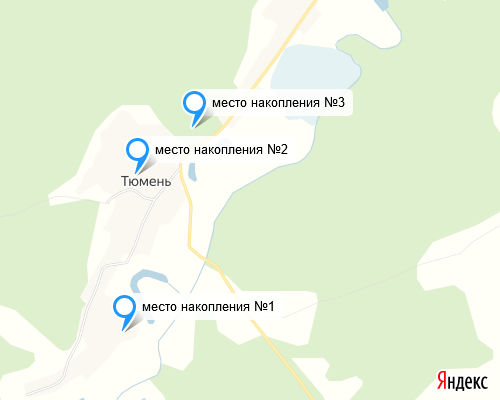 место накопления №3
место накопления №2
Тюмень
место накопления №1
Яндекс